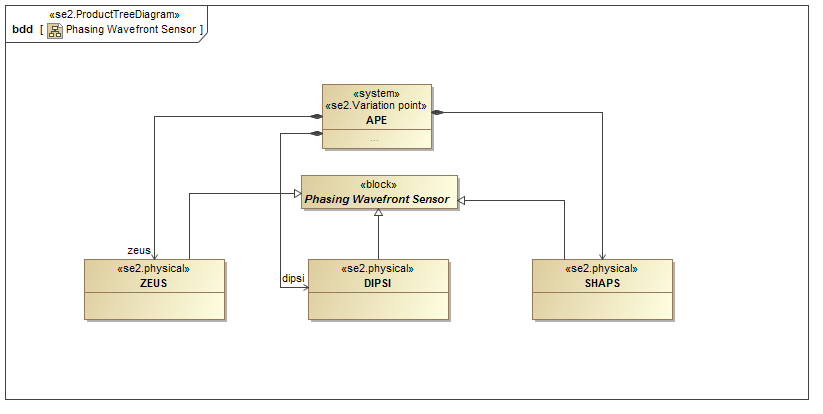 «se2.ProductTreeDiagram»
bdd [ Phasing Wavefront Sensor ]
«system»
«se2.Variation point»
APE
...
«block»
Phasing Wavefront Sensor
zeus
dipsi
«se2.physical»
ZEUS
«se2.physical»
DIPSI
«se2.physical»
SHAPS